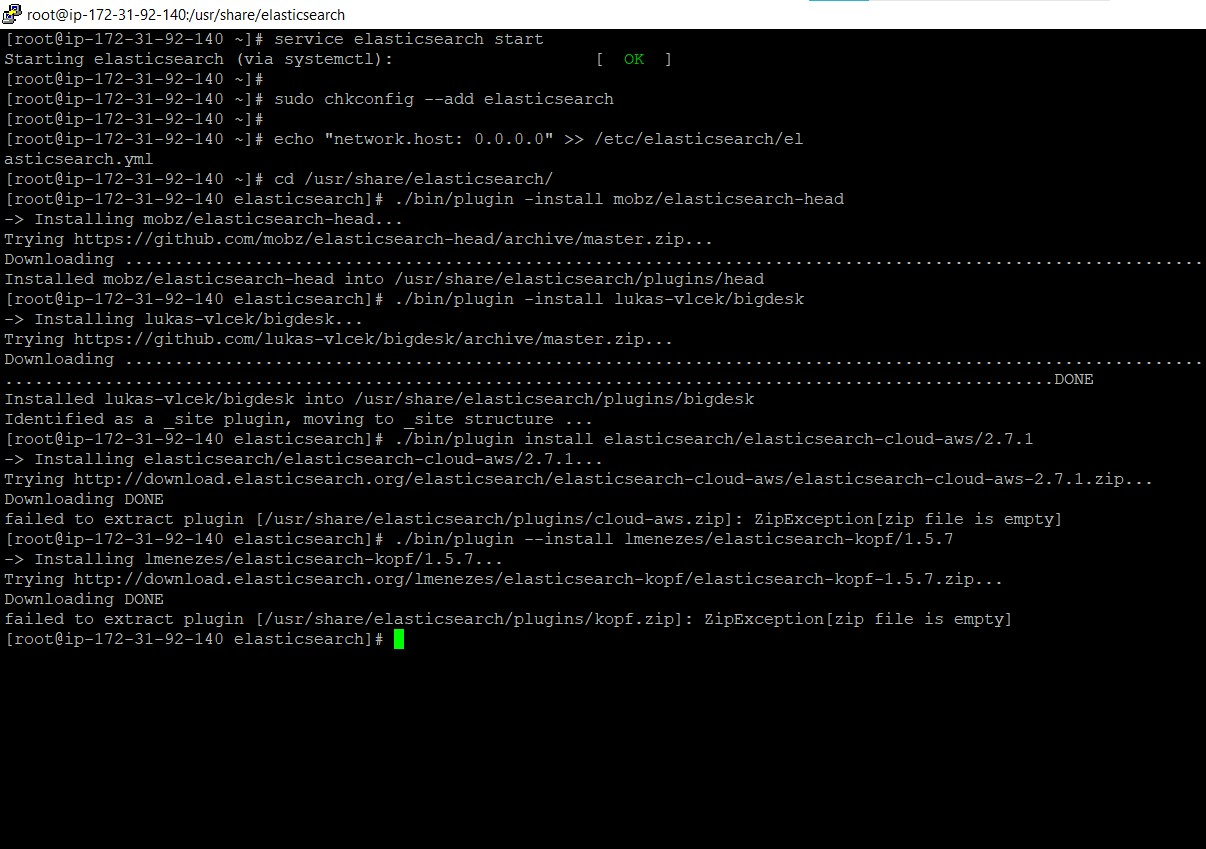 root@ip-172-31-92-140:/usr/share/elasticsearch
[root@ip-172-31-92-140 ~]# service elasticsearch start
Starting elasticsearch (via systemctl):                    [  OK  ]
[root@ip-172-31-92-140 ~]#
[root@ip-172-31-92-140 ~]# sudo chkconfig --add elasticsearch
[root@ip-172-31-92-140 ~]#
[root@ip-172-31-92-140 ~]# echo "network.host: 0.0.0.0" >> /etc/elasticsearch/el
asticsearch.yml
[root@ip-172-31-92-140 ~]# cd /usr/share/elasticsearch/
[root@ip-172-31-92-140 elasticsearch]# ./bin/plugin -install mobz/elasticsearch-head
-> Installing mobz/elasticsearch-head...
Trying https://github.com/mobz/elasticsearch-head/archive/master.zip...
Downloading ............................................................................................................
Installed mobz/elasticsearch-head into /usr/share/elasticsearch/plugins/head
[root@ip-172-31-92-140 elasticsearch]# ./bin/plugin -install lukas-vlcek/bigdesk
-> Installing lukas-vlcek/bigdesk...
Trying https://github.com/lukas-vlcek/bigdesk/archive/master.zip...
Downloading ............................................................................................................
.........................................................................................................DONE
Installed lukas-vlcek/bigdesk into /usr/share/elasticsearch/plugins/bigdesk
Identified as a _site plugin, moving to _site structure ...
[root@ip-172-31-92-140 elasticsearch]# ./bin/plugin install elasticsearch/elasticsearch-cloud-aws/2.7.1
-> Installing elasticsearch/elasticsearch-cloud-aws/2.7.1...
Trying http://download.elasticsearch.org/elasticsearch/elasticsearch-cloud-aws/elasticsearch-cloud-aws-2.7.1.zip...
Downloading DONE
failed to extract plugin [/usr/share/elasticsearch/plugins/cloud-aws.zip]: ZipException[zip file is empty]
[root@ip-172-31-92-140 elasticsearch]# ./bin/plugin --install lmenezes/elasticsearch-kopf/1.5.7
-> Installing lmenezes/elasticsearch-kopf/1.5.7...
Trying http://download.elasticsearch.org/lmenezes/elasticsearch-kopf/elasticsearch-kopf-1.5.7.zip...
Downloading DONE
failed to extract plugin [/usr/share/elasticsearch/plugins/kopf.zip]: ZipException[zip file is empty]
[root@ip-172-31-92-140 elasticsearch]#